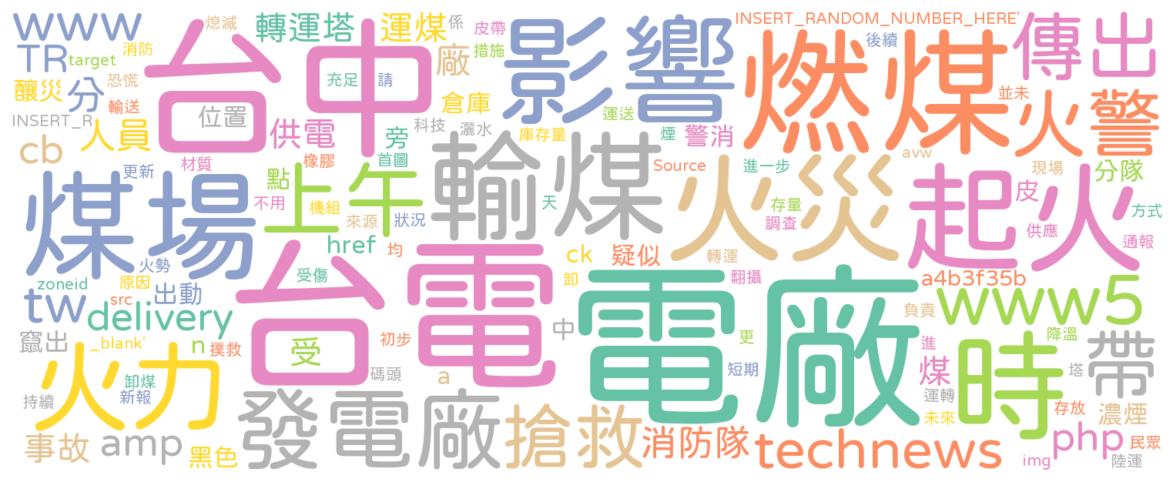 www
熄滅
轉運塔
運煤
係
皮帶
INSERT_RANDOM_NUMBER_HERE'
傳出
TR
消防
target
台中
影響
燃煤
後續
措施
廠
恐慌
充足
請
釀災
分
輸送
倉庫
並未
火警
INSERT_R
人員
位置
供電
旁
科技
灑水
庫存量
運送
煙
警消
cb
材質
橡膠
首圖
輸煤
Source
進一步
avw
現場
分隊
煤場
更新
點
上午
火災
起火
皮
不用
機組
來源
狀況
天
存量
調查
方式
供應
通報
href
均
ck
疑似
轉運
火勢
受傷
卸
翻攝
a4b3f35b
zoneid
原因
src
出動
台電
電廠
負責
www5
tw
delivery
竄出
_blank'
n
撲救
受
初步
中
更
時
降溫
帶
進
火力
卸煤
新報
碼頭
a
短期
煤
塔
持續
發電廠
搶救
運轉
未來
存放
濃煙
事故
amp
黑色
消防隊
technews
php
民眾
img
陸運